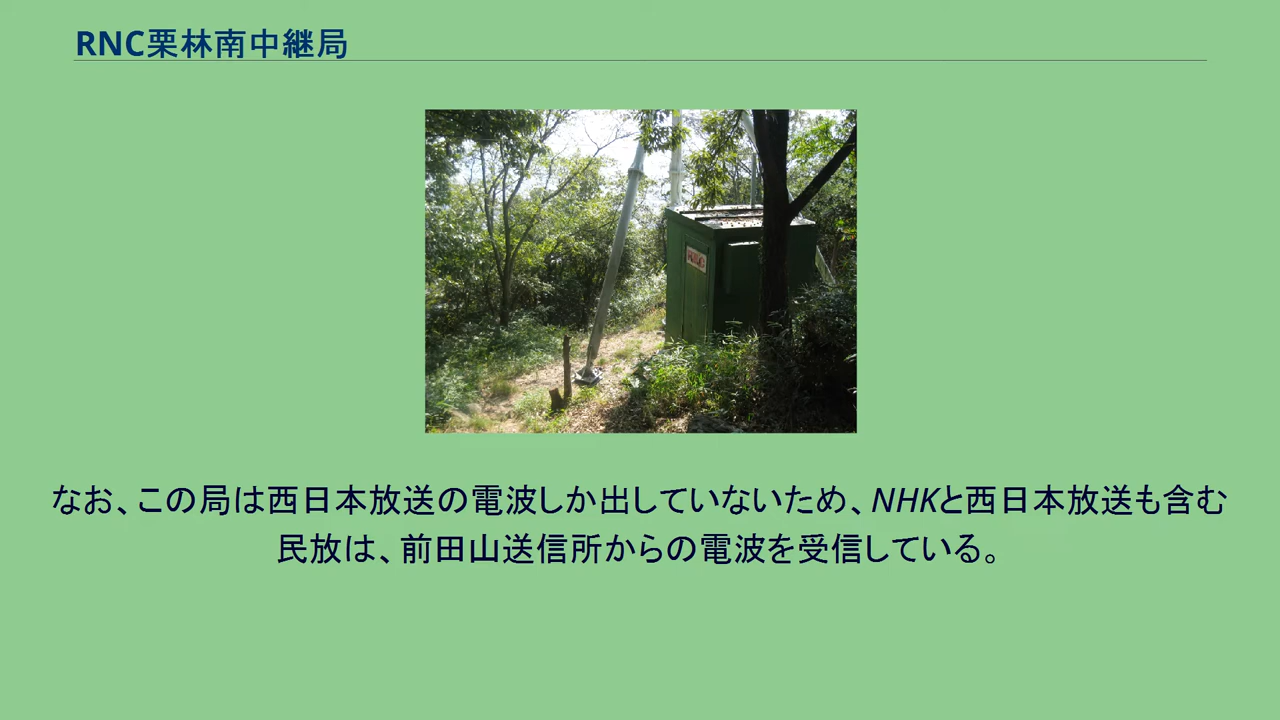 RNC栗林南中継局
RNC
なお、この局は西日本放送の電波しか出していないため、NHKと西日本放送も含む
民放は、前田山送信所からの電波を受信している。